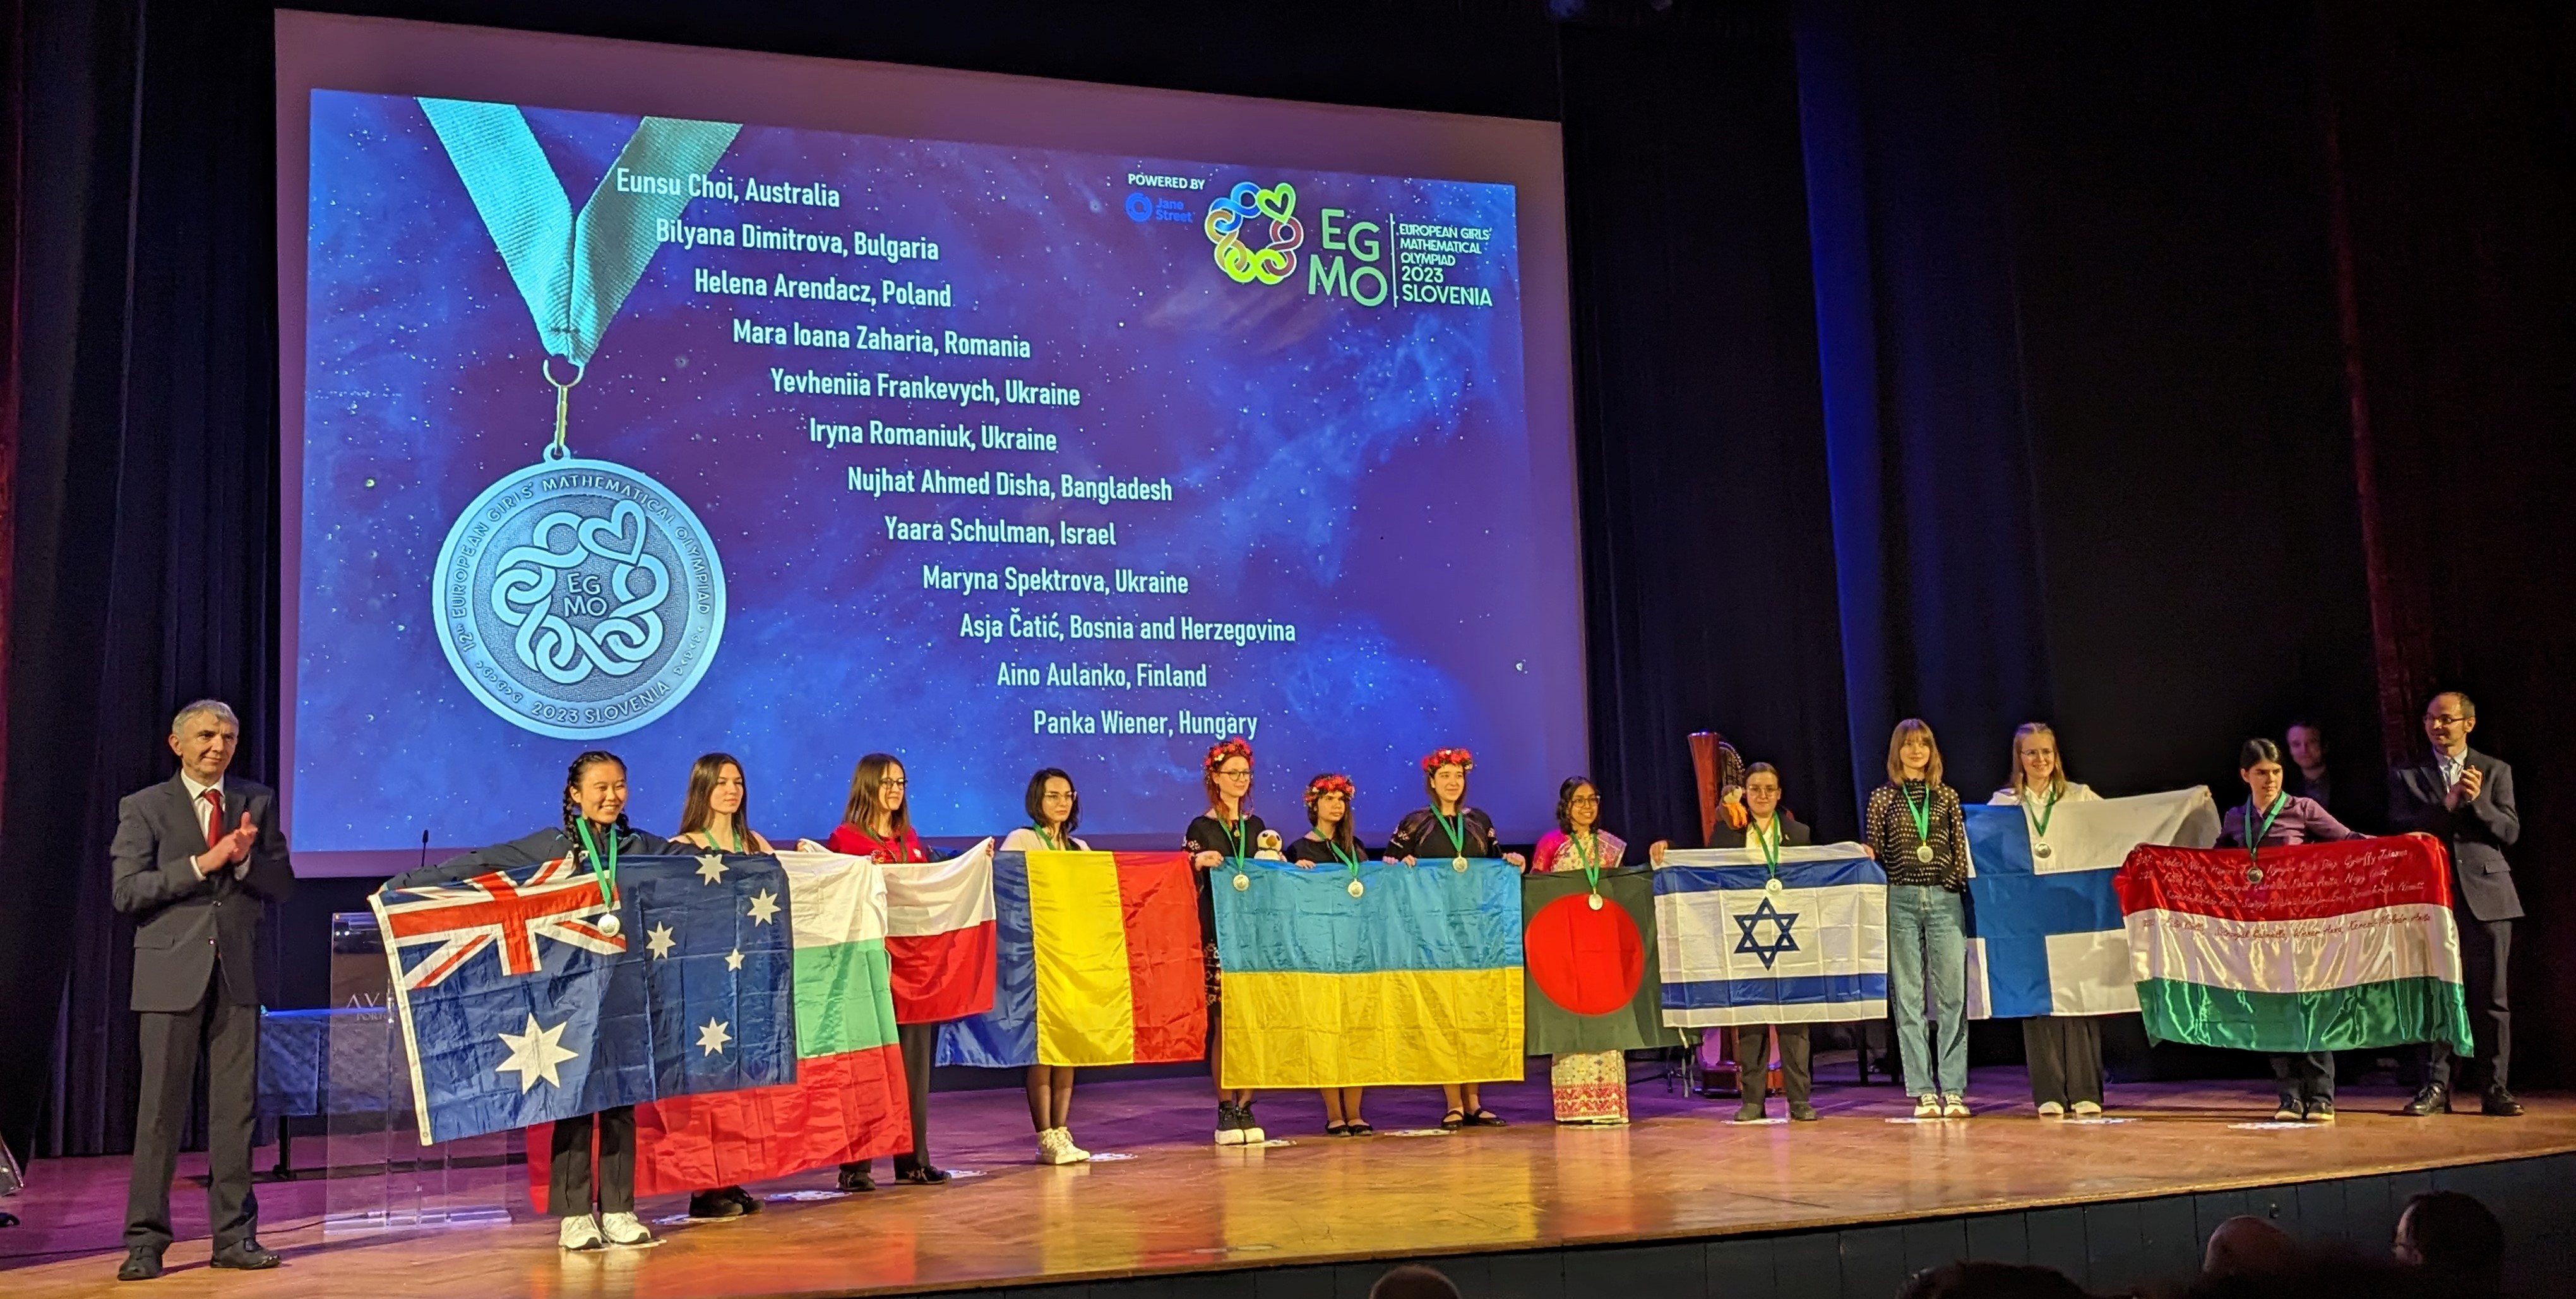 Eunsu Choi, Australia
Bilyana Dimitrova, Bulgaria
Helena Arendacz, Poland
Mara Ioana Zaharia, Romania
Yevheniia Frankevych, Ukraine
Iryna Romaniuk, Ukraine
Nujhat Ahmed Disha, Bangladesh
Yaara Schulman, Israel
Maryna Spektrova, Ukraine
Asja Čatić, Bosnia and Herzegovina
Aino Aulanko, Finland
Panka Wiener, Hungary
POWERED BY
Jane
Street
EG
MO
EUROPEAN GIRLS'
MATHEMATICAL
OLYMPIAD
2023
SLOVENIA
12th EUROPEAN GIRLS' MATHEMATICAL OLYMPIAD
EG
MO
2023 SLOVENIA